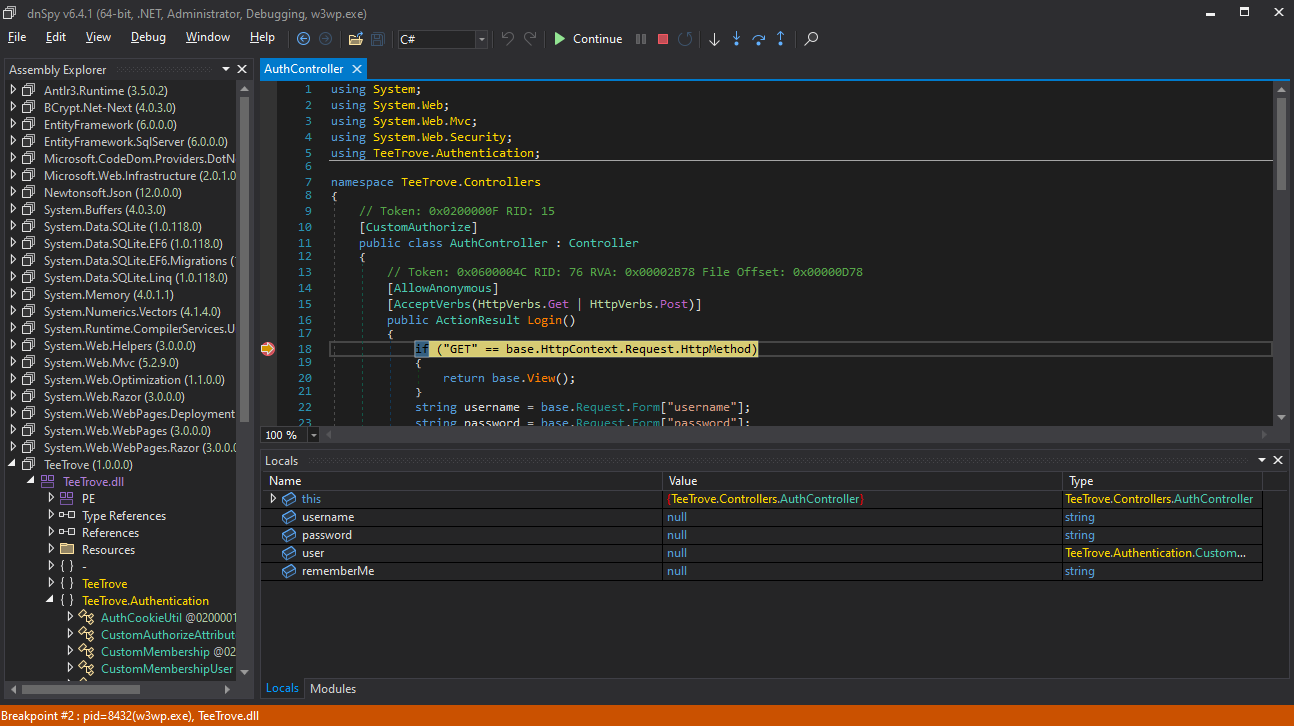 dnSpy v6.4.1 (64-bit, .NET, Administrator, Debugging, w3wp.exe)
File Edit View Debug Window Help C# Continue
Assembly Explorer
Antlr3.Runtime (3.5.0.2)
BCrypt.Net-Next (4.0.3.0)
EntityFramework (6.0.0.0)
EntityFramework.SqlServer (6.0.0.0)
Microsoft.CodeDom.Providers.DotN
Microsoft.Web.Infrastructure (2.0.1.0
Newtonsoft.Json (12.0.0.0)
System.Buffers (4.0.3.0)
System.Data.SQLite (1.0.118.0)
System.Data.SQLite.EF6 (1.0.118.0)
System.Data.SQLite.EF6.Migrations (
System.Data.SQLite.Linq (1.0.118.0)
System.Memory (4.0.1.1)
System.Numerics.Vectors (4.1.4.0)
System.Runtime.CompilerServices.U
System.Web.Helpers (3.0.0.0)
System.Web.Mvc (5.2.9.0)
System.Web.Optimization (1.1.0.0)
System.Web.Razor (3.0.0.0)
System.Web.WebPages.Deployment
System.Web.WebPages (3.0.0.0)
System.Web.WebPages.Razor (3.0.0.0
TeeTrove (1.0.0.0)
TeeTrove.dll
PE
Type References
References
Resources
{ } -
{ } TeeTrove
{ } TeeTrove.Authentication
AuthCookieUtil @0200001
CustomAuthorizeAttribut
CustomMembership @02
CustomMembershipUser
AuthController
1 using System;
2 using System.Web;
3 using System.Web.Mvc;
4 using System.Web.Security;
5 using TeeTrove.Authentication;
6
7 namespace TeeTrove.Controllers
8 {
9 // Token: 0x0200000F RID: 15
10 [CustomAuthorize]
11 public class AuthController : Controller
12 {
13 // Token: 0x0600004C RID: 76 RVA: 0x00002B78 File Offset: 0x00000D78
14 [AllowAnonymous]
15 [AcceptVerbs(HttpVerbs.Get | HttpVerbs.Post)]
16 public ActionResult Login()
17 {
18 if ("GET" == base.HttpContext.Request.HttpMethod)
19 {
20 return base.View();
21 }
22 string username = base.Request.Form["username"];
23 string password = base.Request.Form["password"];
100 %
Locals
Name Value Type
this {TeeTrove.Controllers.AuthController} TeeTrove.Controllers.AuthController
username null string
password null string
user null TeeTrove.Authentication.Custom...
rememberMe null string
Locals Modules
Breakpoint #2 : pid=8432(w3wp.exe), TeeTrove.dll